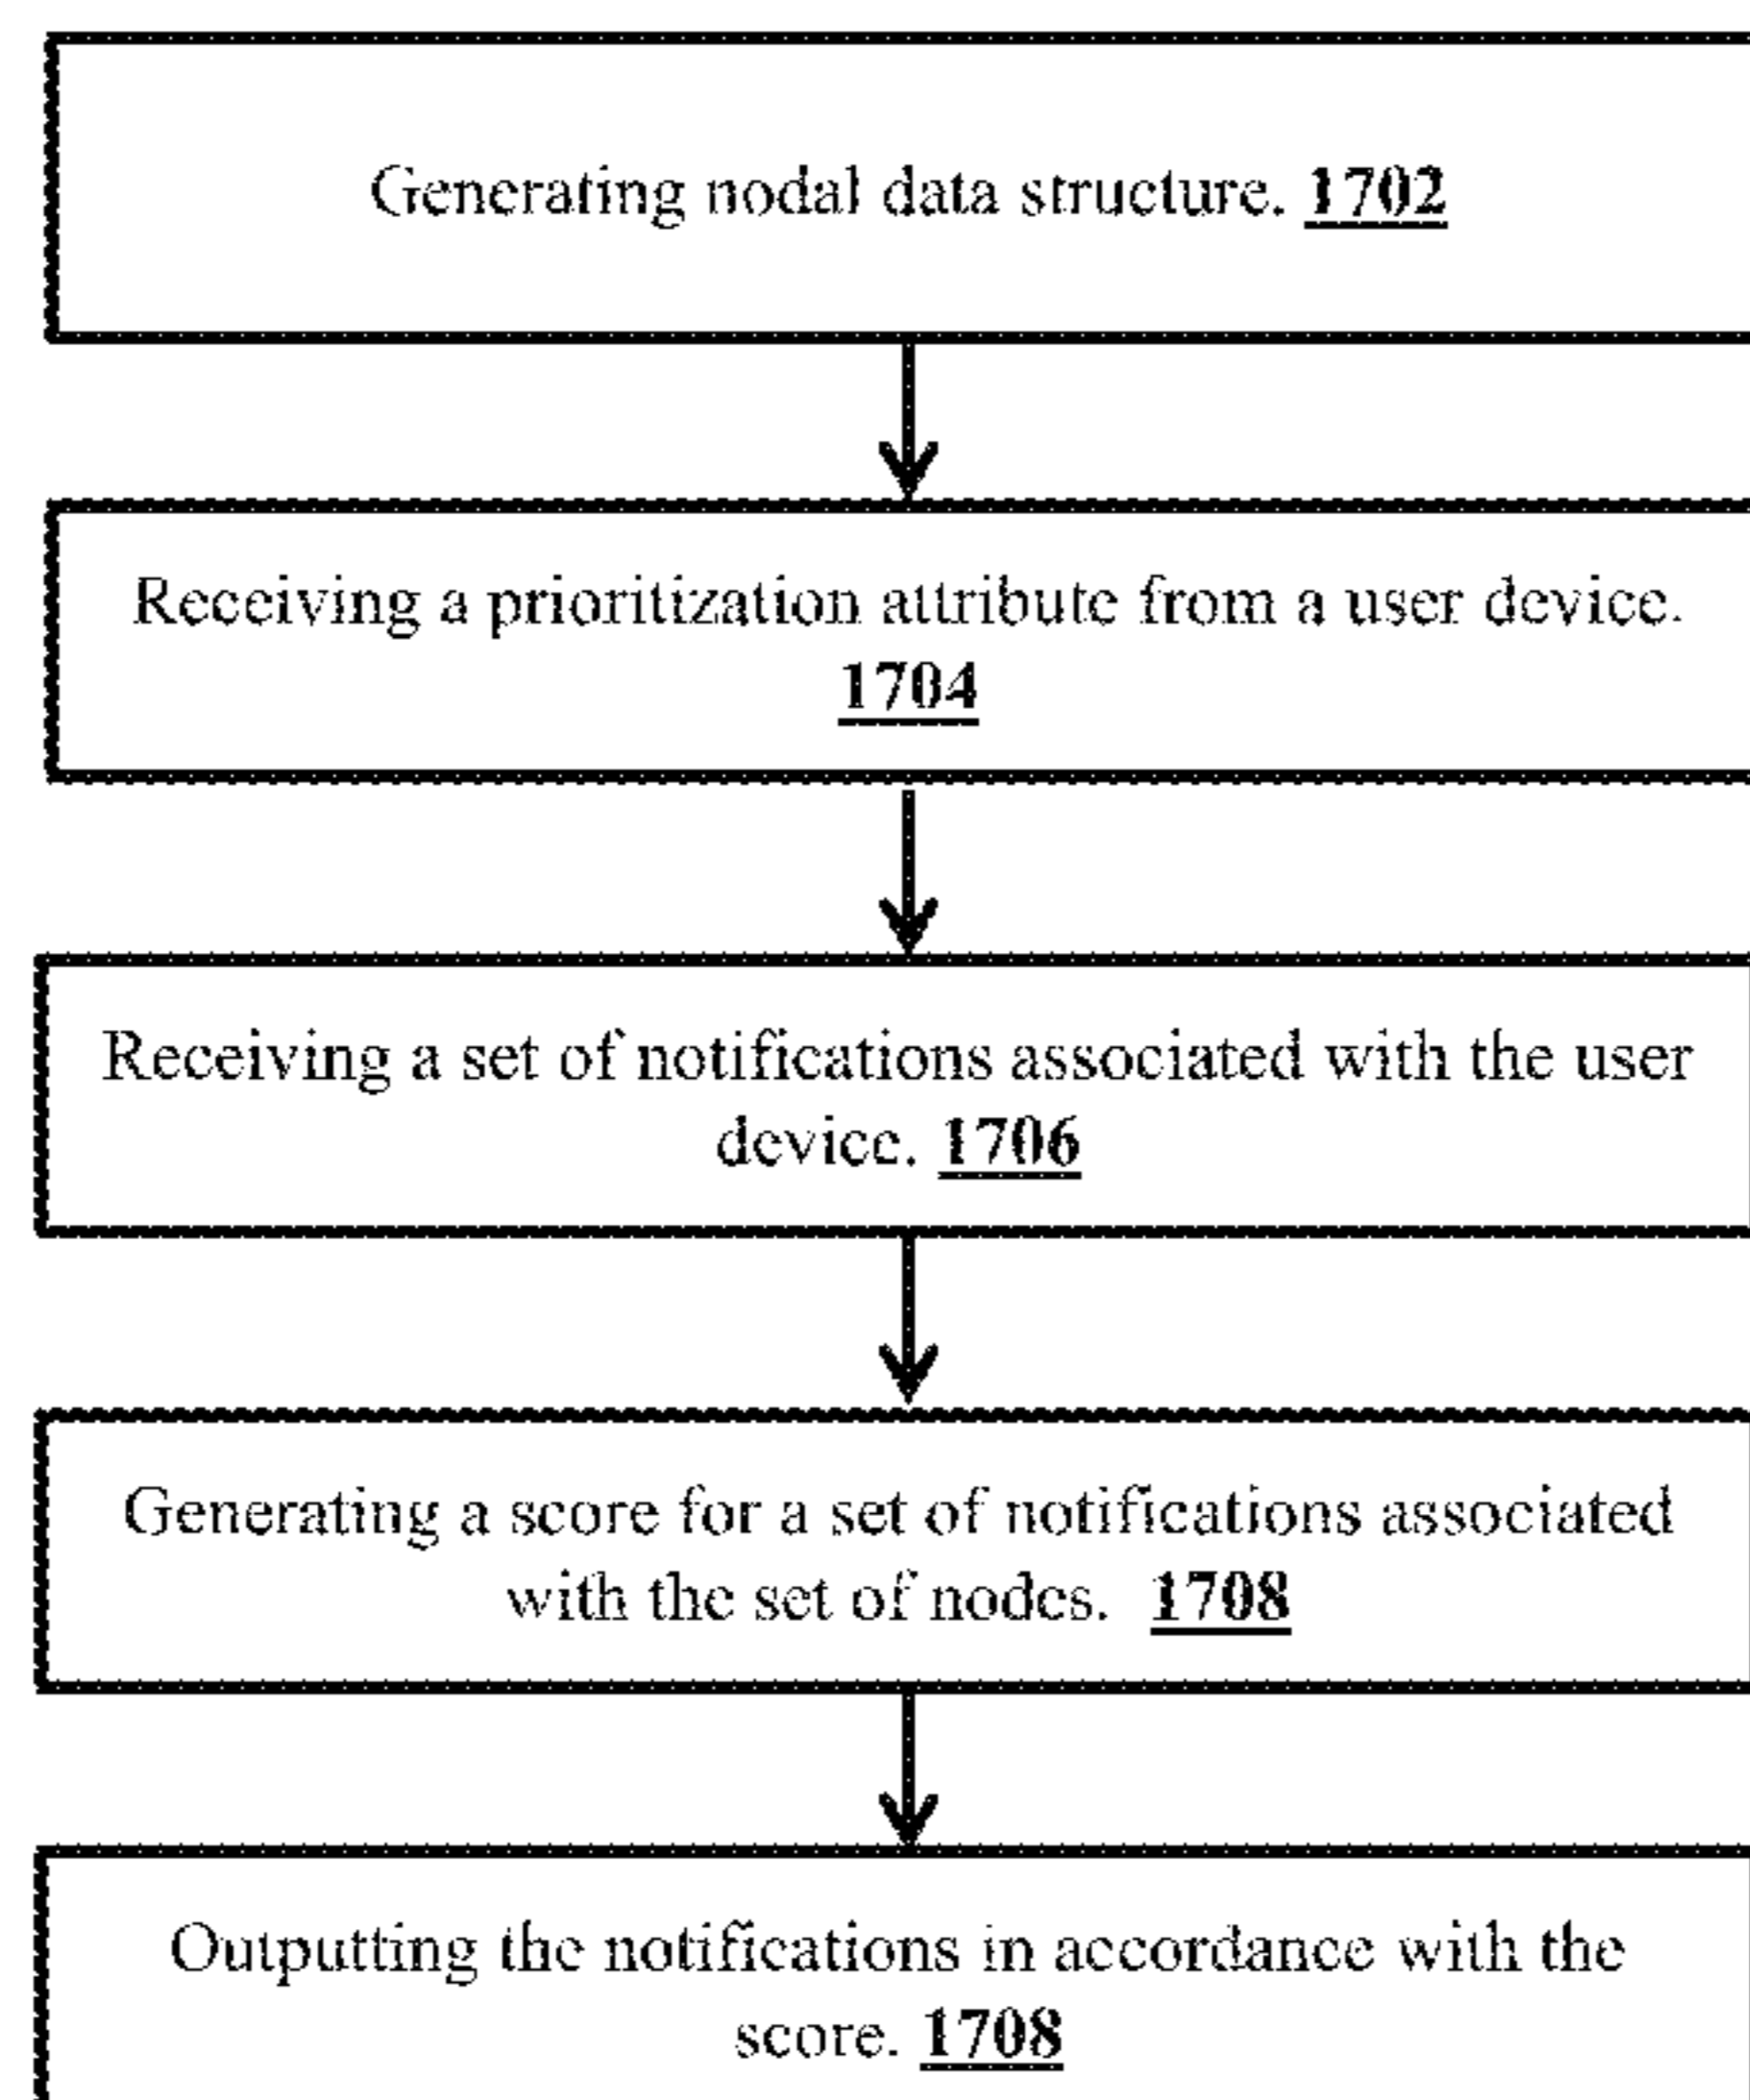 Generating nodal data structure. 1702
Receiving a prioritization attribute from a user device.
1704
Receiving a set of notifications associated with the user
device. 1706
Generating a score for a set of notifications associated
with the set of nodes. 1708
Outputting the notifications in accordance with the
score. 1708